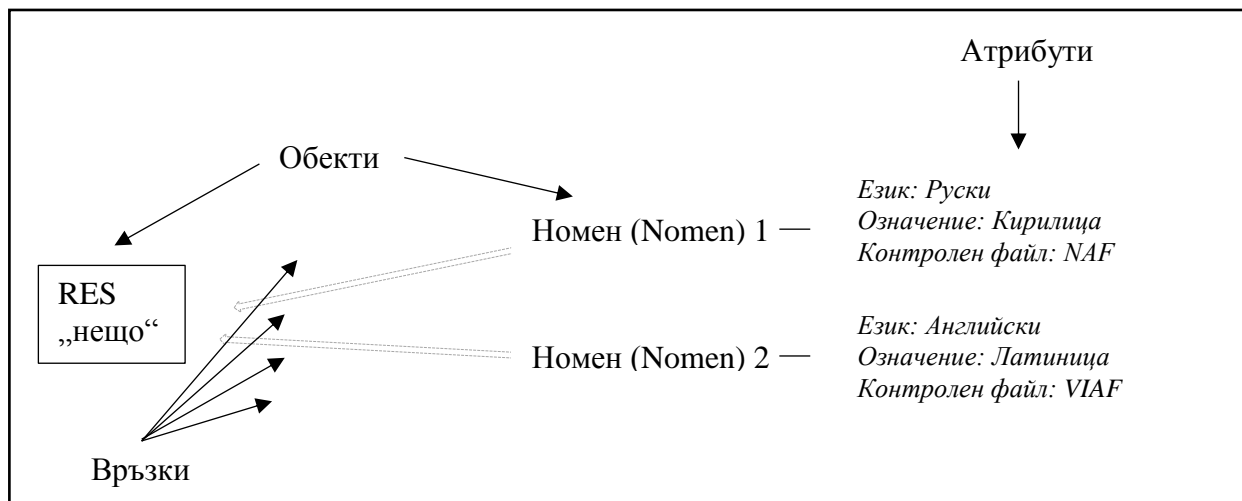 Атрибути
Обекти
Език: Руски
Означение: Кирилица
Контролен файл: NAF
Номен (Nomen) 1
RES
„нещо“
Език: Английски
Означение: Латиница
Контролен файл: VIAF
Номен (Nomen) 2
Връзки